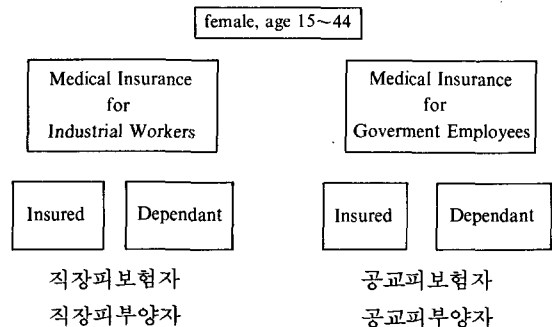 female, age 15~44
Medical Insurance
for
Industrial Workers
Medical Insurance
for
Goverment Employees
Insured
Dependant
Insured
Dependant
직장피보험자
직장피부양자
공교피보험자
공교피부양자